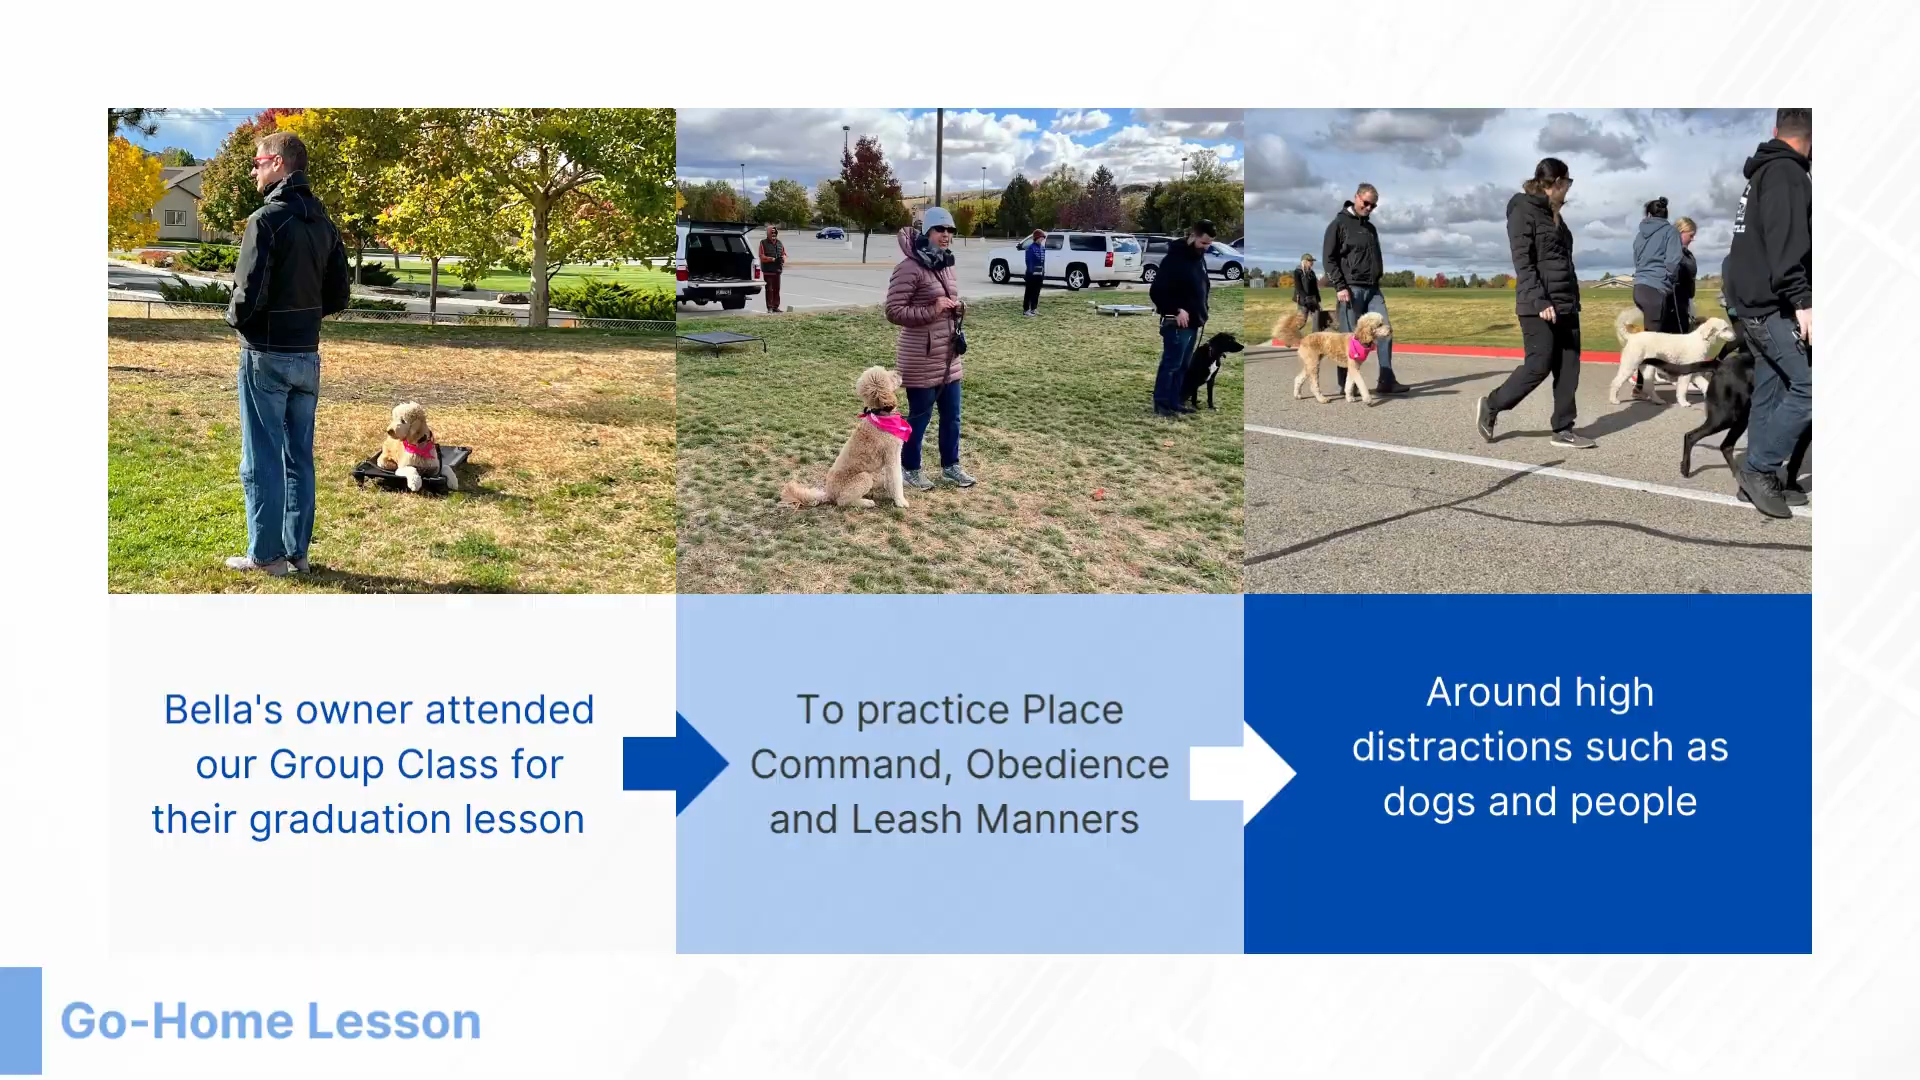 Bella's owner attended
our Group Class for
their graduation lesson
To practice Place
Command, Obedience
and Leash Manners
Around high
distractions such as
dogs and people
Go-Home Lesson